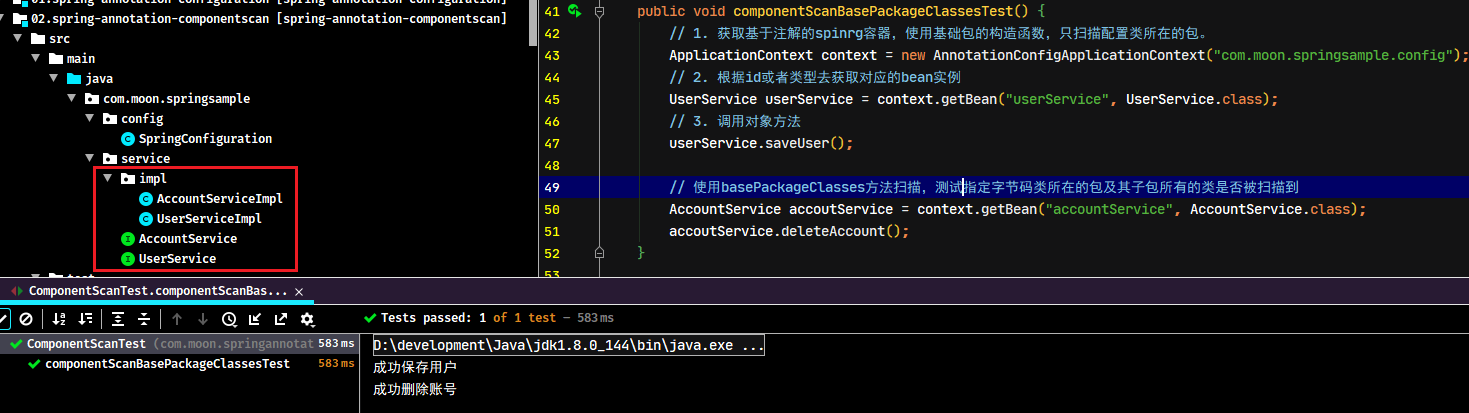 01.spring-annotation-configuration [spring-annotation-configuration]
02.spring-annotation-componentscan [spring-annotation-componentscan]
src
main
java
com.moon.springsample
config
SpringConfiguration
service
impl
AccountServiceImpl
UserServiceImpl
AccountService
UserService
41 public void componentScanBasePackageClassesTest() {
42 // 1. 获取基于注解的spinrg容器，使用基础包的构造函数，只扫描配置类所在的包。
43 ApplicationContext context = new AnnotationConfigApplicationContext("com.moon.springsample.config");
44 // 2. 根据id或者类型去获取对应的bean实例
45 UserService userService = context.getBean("userService", UserService.class);
46 // 3. 调用对象方法
47 userService.saveUser();
48
49 // 使用basePackageClasses方法扫描，测试指定字节码类所在的包及其子包所有的类是否被扫描到
50 AccountService accoutService = context.getBean("accountService", AccountService.class);
51 accoutService.deleteAccount();
52 }
53
ComponentScanTest.componentScanBas... ×
Tests passed: 1 of 1 test – 583 ms
ComponentScanTest (com.moon.springannotat 583 ms
componentScanBasePackageClassesTest 583 ms
D:\development\Java\jdk1.8.0_144\bin\java.exe ...
成功保存用户
成功删除账号